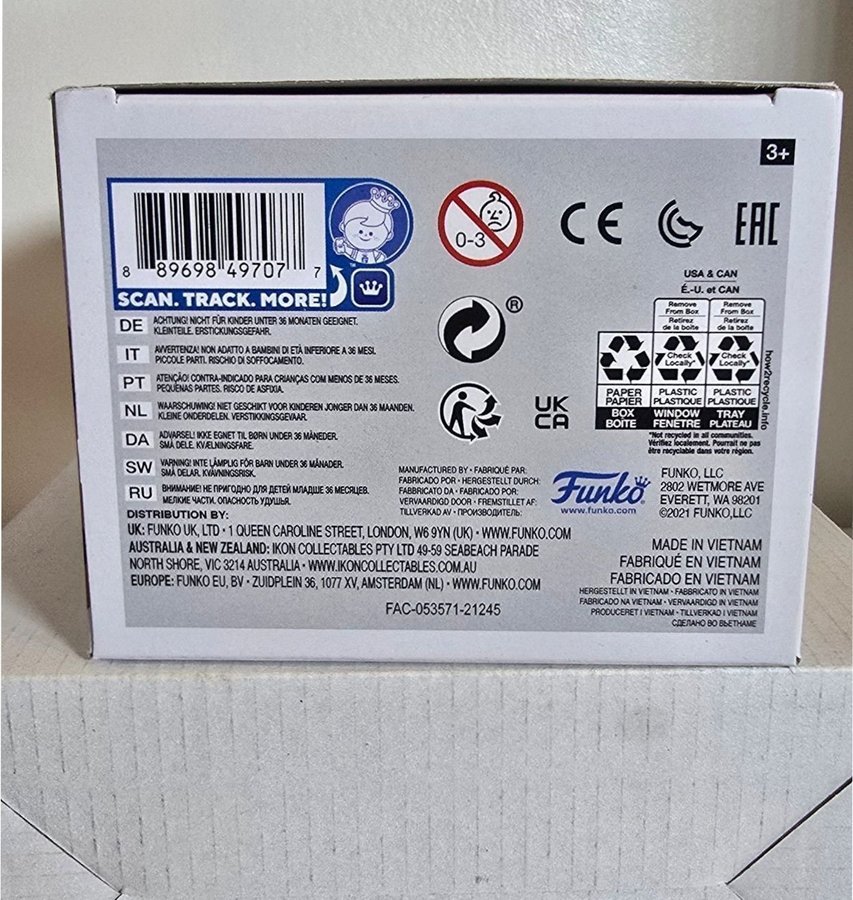 3+
8 89698 49707 7
SCAN. TRACK. MORE!
™
0-3
CE
EAC
®
UK
CA
USA & CAN
É.-U. et CAN
Remove From Box
Retirez de la boîte
Remove From Box
Retirez de la boîte
Check Locally*
Check Locally*
PAPER PAPIER
PLASTIC PLASTIQUE
PLASTIC PLASTIQUE
BOX BOÎTE
WINDOW FENÊTRE
TRAY PLATEAU
how2recycle.info
*Not recycled in all communities.
Vérifiez localement. Pourrait ne pas
être recyclable dans votre région.
DE ACHTUNG! NICHT FÜR KINDER UNTER 36 MONATEN GEEIGNET.
KLEINTEILE. ERSTICKUNGSGEFAHR.
IT AVVERTENZA! NON ADATTO A BAMBINI DI ETÀ INFERIORE A 36 MESI.
PICCOLE PARTI. RISCHIO DI SOFFOCAMENTO.
PT ATENÇÃO! CONTRA-INDICADO PARA CRIANÇAS COM MENOS DE 36 MESES.
PEQUENAS PARTES. RISCO DE ASFIXIA.
NL WAARSCHUWING! NIET GESCHIKT VOOR KINDEREN JONGER DAN 36 MAANDEN.
KLEINE ONDERDELEN. VERSTIKKINGSGEVAAR.
DA ADVARSEL! IKKE EGNET TIL BØRN UNDER 36 MÅNEDER.
SMÅ DELE. KVÆLNINGSFARE.
SW VARNING! INTE LÄMPLIG FÖR BARN UNDER 36 MÅNADER.
SMÅ DELAR. KVÄVNINGSRISK.
RU ВНИМАНИЕ! НЕ ПРИГОДНО ДЛЯ ДЕТЕЙ МЛАДШЕ 36 МЕСЯЦЕВ.
МЕЛКИЕ ЧАСТИ. ОПАСНОСТЬ УДУШЬЯ.
MANUFACTURED BY • FABRIQUÉ PAR:
FABRICADO POR • HERGESTELLT DURCH:
FABBRICATO DA • FABRICADO POR:
VERVAARDIGD DOOR • FREMSTILLET AF:
TILLVERKAD AV • ПРОИЗВОДИТЕЛЬ:
Funko®
www.funko.com
FUNKO, LLC
2802 WETMORE AVE
EVERETT, WA 98201
©2021 FUNKO,LLC
DISTRIBUTION BY:
UK: FUNKO UK, LTD • 1 QUEEN CAROLINE STREET, LONDON, W6 9YN (UK) • WWW.FUNKO.COM
AUSTRALIA & NEW ZEALAND: IKON COLLECTABLES PTY LTD 49-59 SEABEACH PARADE
NORTH SHORE, VIC 3214 AUSTRALIA • WWW.IKONCOLLECTABLES.COM.AU
EUROPE: FUNKO EU, BV • ZUIDPLEIN 36, 1077 XV, AMSTERDAM (NL) • WWW.FUNKO.COM
FAC-053571-21245
MADE IN VIETNAM
FABRIQUÉ EN VIETNAM
FABRICADO EN VIETNAM
HERGESTELLT IN VIETNAM • FABBRICATO IN VIETNAM
FABRICADO NA VIETNAM • VERVAARDIGD IN VIETNAM
PRODUCERET I VIETNAM • TILLVERKAD I VIETNAM
СДЕЛАНО ВО ВЬЕТНАМЕ